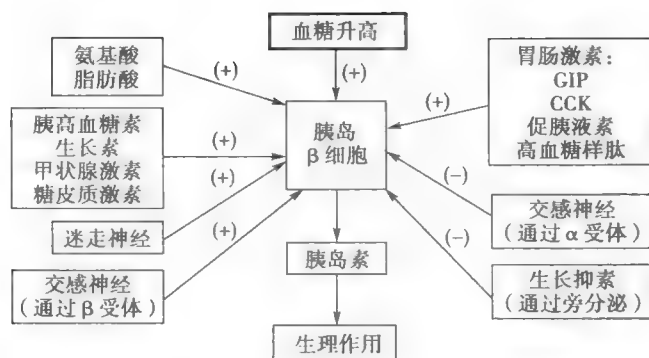 血糖升高
氨基酸
脂肪酸
(+)
(+)
胃肠激素：
GIP
CCK
促胰液素
高血糖样肽
(+)
胰高血糖素
生长素
甲状腺激素
糖皮质激素
(+)
胰岛
β细胞
(+)
迷走神经
(+)
(-)
交感神经
（通过α受体）
交感神经
（通过β受体）
胰岛素
(-)
生长抑素
（通过旁分泌）
生理作用